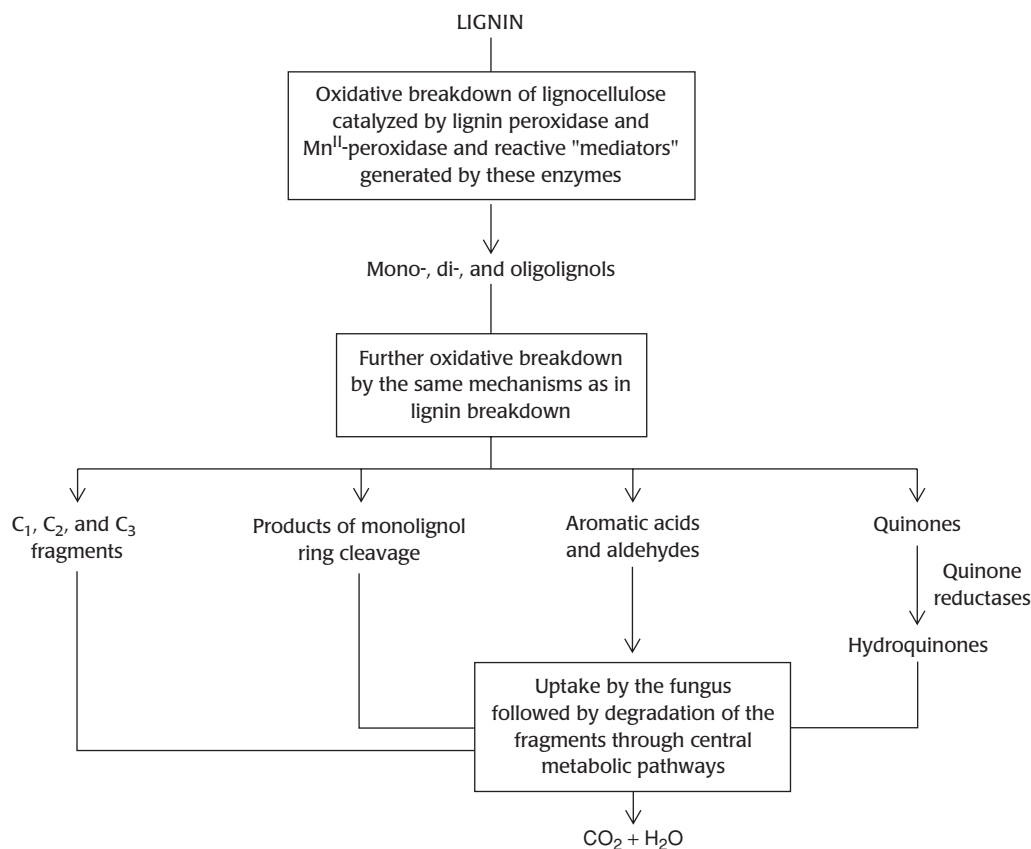 LIGNIN
Oxidative breakdown of lignocellulose
catalyzed by lignin peroxidase and
Mn^II-peroxidase and reactive "mediators"
generated by these enzymes
Mono-, di-, and oligolignols
Further oxidative breakdown
by the same mechanisms as in
lignin breakdown
C₁, C₂, and C₃
fragments
Products of monolignol
ring cleavage
Aromatic acids
and aldehydes
Quinones
Quinone
reductases
Hydroquinones
Uptake by the fungus
followed by degradation of the
fragments through central
metabolic pathways
CO₂ + H₂O